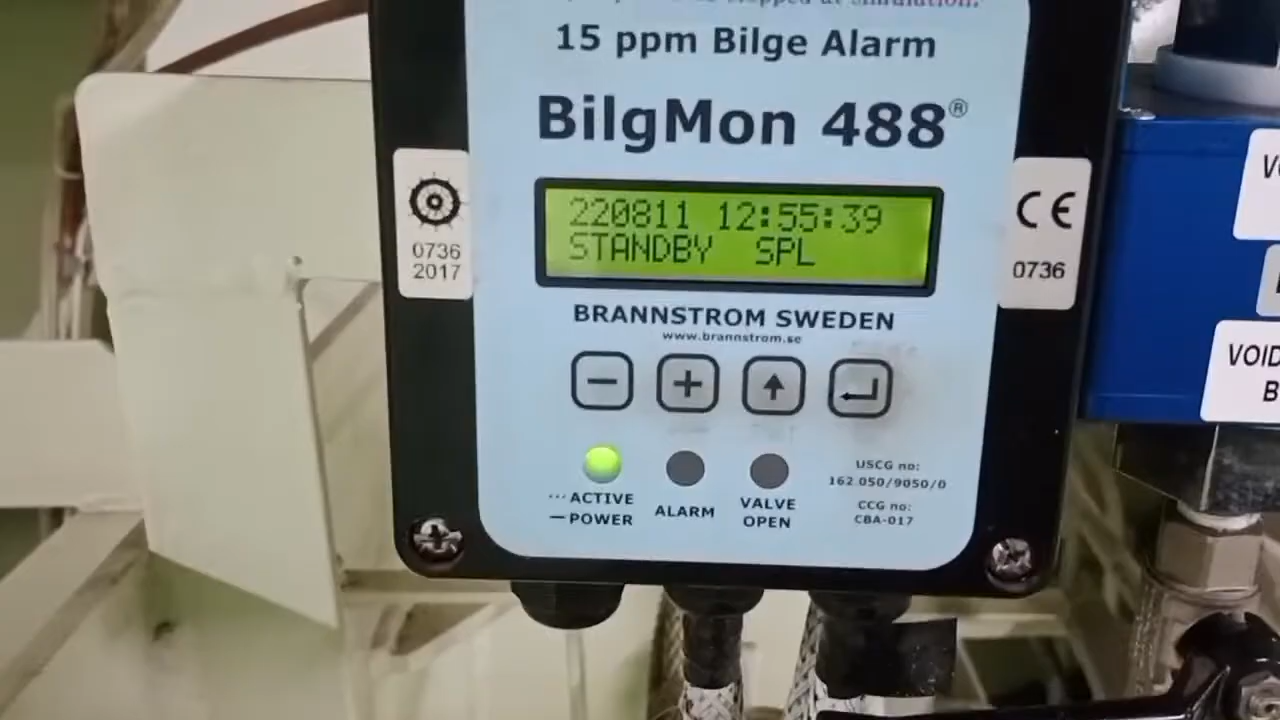 15 ppm Bilge Alarm
BilgMon 488®
220811 12:55:39
STANDBY SPL
BRANNSTROM SWEDEN
www.brannstrom.se
ACTIVE
POWER
ALARM
VALVE
OPEN
USCG no:
162.050/9050/0
CCG no:
CBA-017
0736
2017
CE
0736
VOID
B